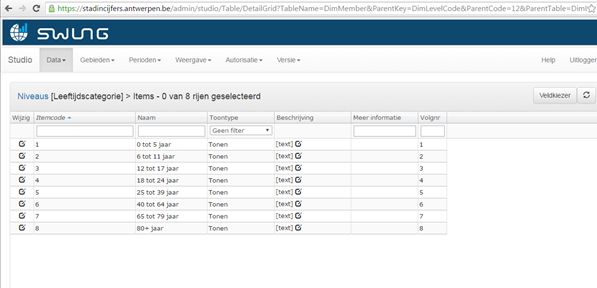 https://stadincijfers.antwerpen.be/admin/studio/Table/DetailGrid?TableName=DimMember&ParentKey=DimLevelCode&ParentCode=12&ParentTable=DimL
SWING
Studio Data Gebieden Perioden Weergave Autorisatie Versie Help Uitlogger
Niveaus [Leeftijdscategorie] > Items - 0 van 8 rijen geselecteerd Veldkiezer
Wijzig Itemcode Naam Toontype Beschrijving Meer informatie Volgnr
Geen filter
1 0 tot 5 jaar Tonen [text] 1
2 6 tot 11 jaar Tonen [text] 2
3 12 tot 17 jaar Tonen [text] 3
4 18 tot 24 jaar Tonen [text] 4
5 25 tot 39 jaar Tonen [text] 5
6 40 tot 64 jaar Tonen [text] 6
7 65 tot 79 jaar Tonen [text] 7
8 80+ jaar Tonen [text] 8